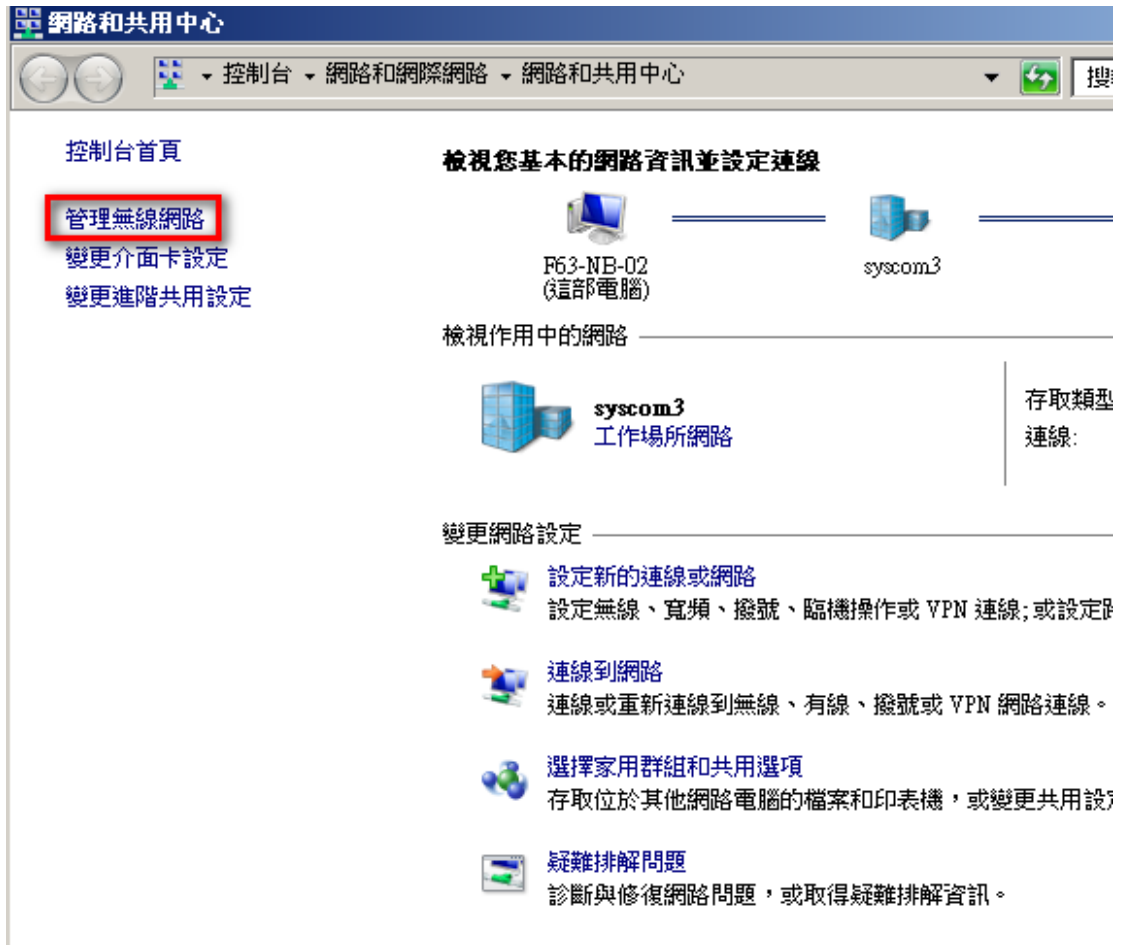 網路和共用中心
控制台 網路和網際網路 網路和共用中心
控制台首頁
管理無線網路
變更介面卡設定
變更進階共用設定
檢視您基本的網路資訊並設定連線
F63-NB-02
(這部電腦)
syscom3
檢視作用中的網路
syscom3
工作場所網路
存取類型
連線:
變更網路設定
設定新的連線或網路
設定無線、寬頻、撥號、臨機操作或 VPN 連線;或設定
連線到網路
連線或重新連線到無線、有線、撥號或 VPN 網路連線。
選擇家用群組和共用選項
存取位於其他網路電腦的檔案和印表機,或變更共用設
疑難排解問題
診斷與修復網路問題,或取得疑難排解資訊。